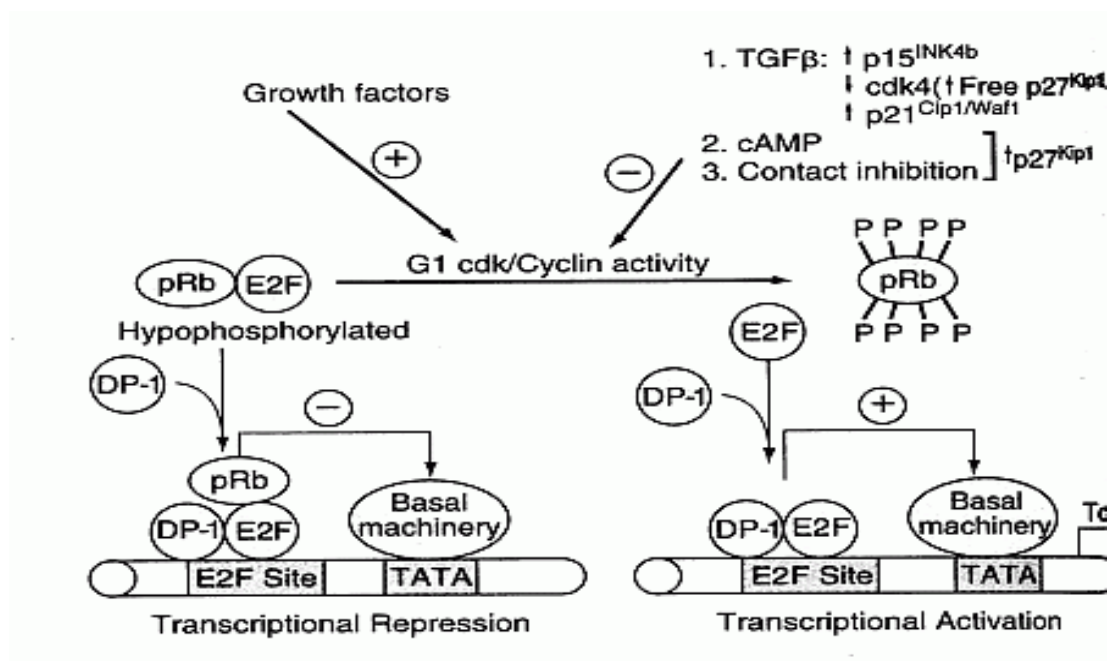 1. TGFβ: ↑ p15INK4b
↓ cdk4(↑Free p27Kip1
↑ p21Cip1/Waf1
Growth factors
2. cAMP
3. Contact inhibition
↑p27Kip1
+
−
G1 cdk/Cyclin activity
P P P P
pRb
E2F
pRb
P P P P
Hypophosphorylated
E2F
DP-1
−
DP-1
+
pRb
DP-1
E2F
Basal
machinery
DP-1
E2F
Basal
machinery
E2F Site
TATA
E2F Site
TATA
Transcriptional Repression
Transcriptional Activation